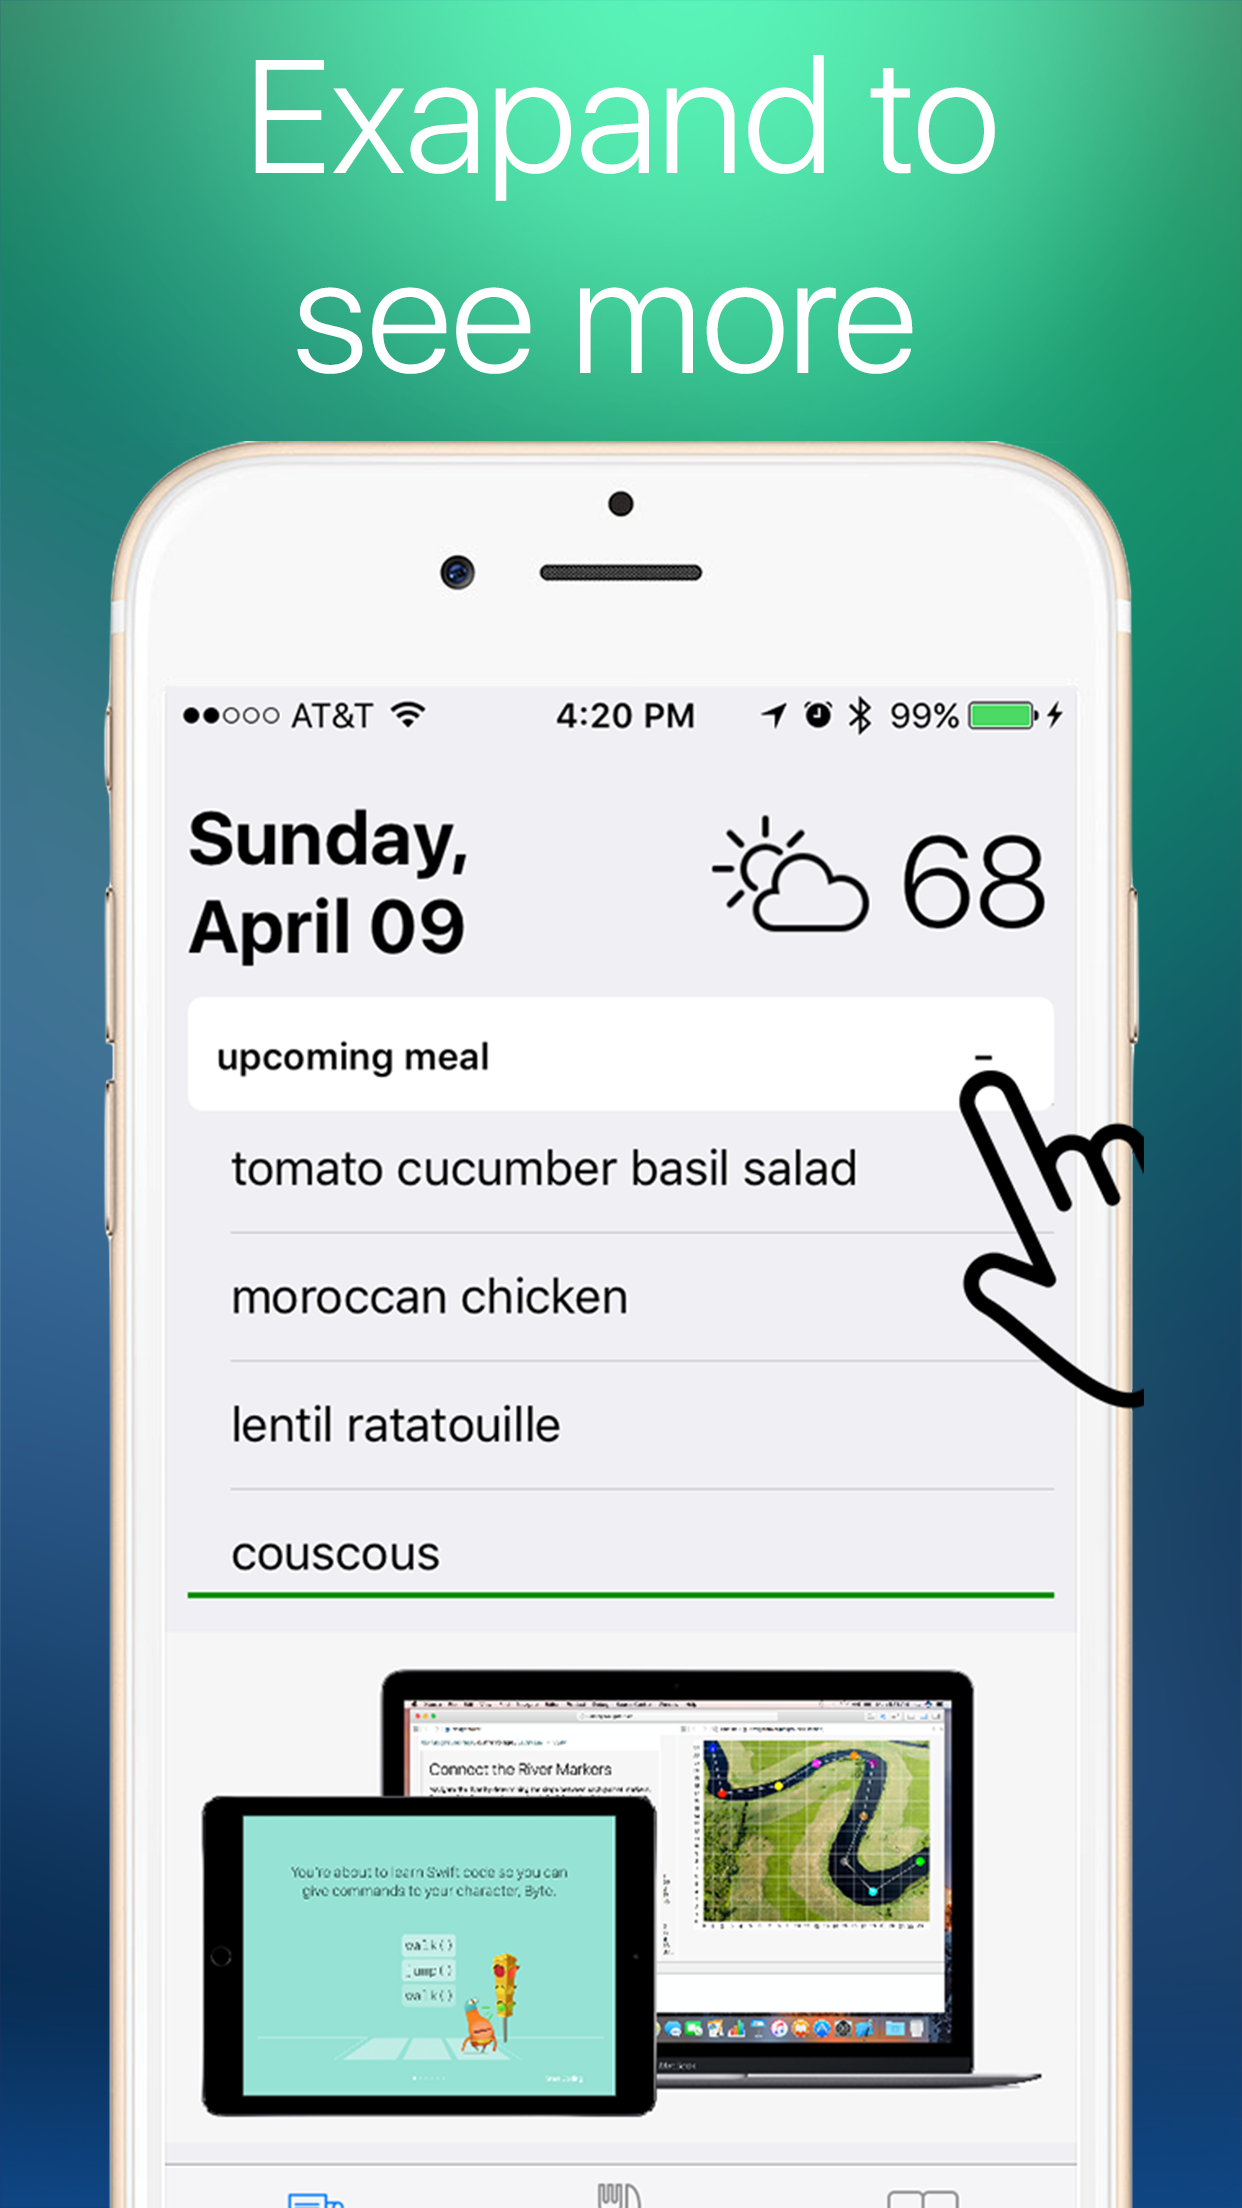 Exapand to
see more
AT&T 4:20 PM 99%
Sunday,
April 09
68
upcoming meal -
tomato cucumber basil salad
moroccan chicken
lentil ratatouille
couscous
Connect the River Markers
You're about to learn Swift code so you can
give commands to your character, Byte.
walk()
jump()
walk()
MacBook